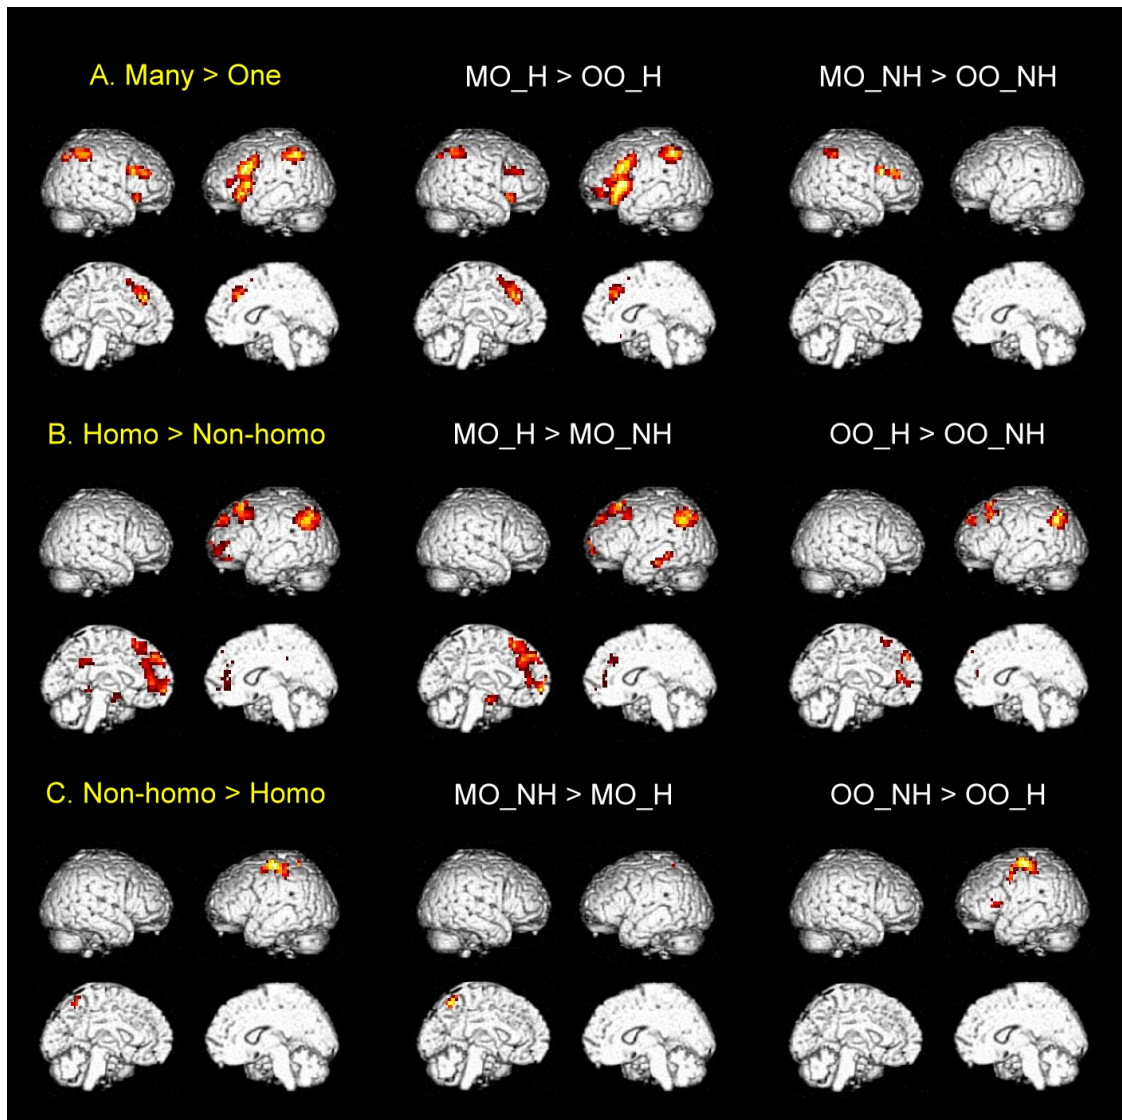 A. Many > One
MO_H > OO_H
MO_NH > OO_NH
B. Homo > Non-homo
MO_H > MO_NH
OO_H > OO_NH
C. Non-homo > Homo
MO_NH > MO_H
OO_NH > OO_H